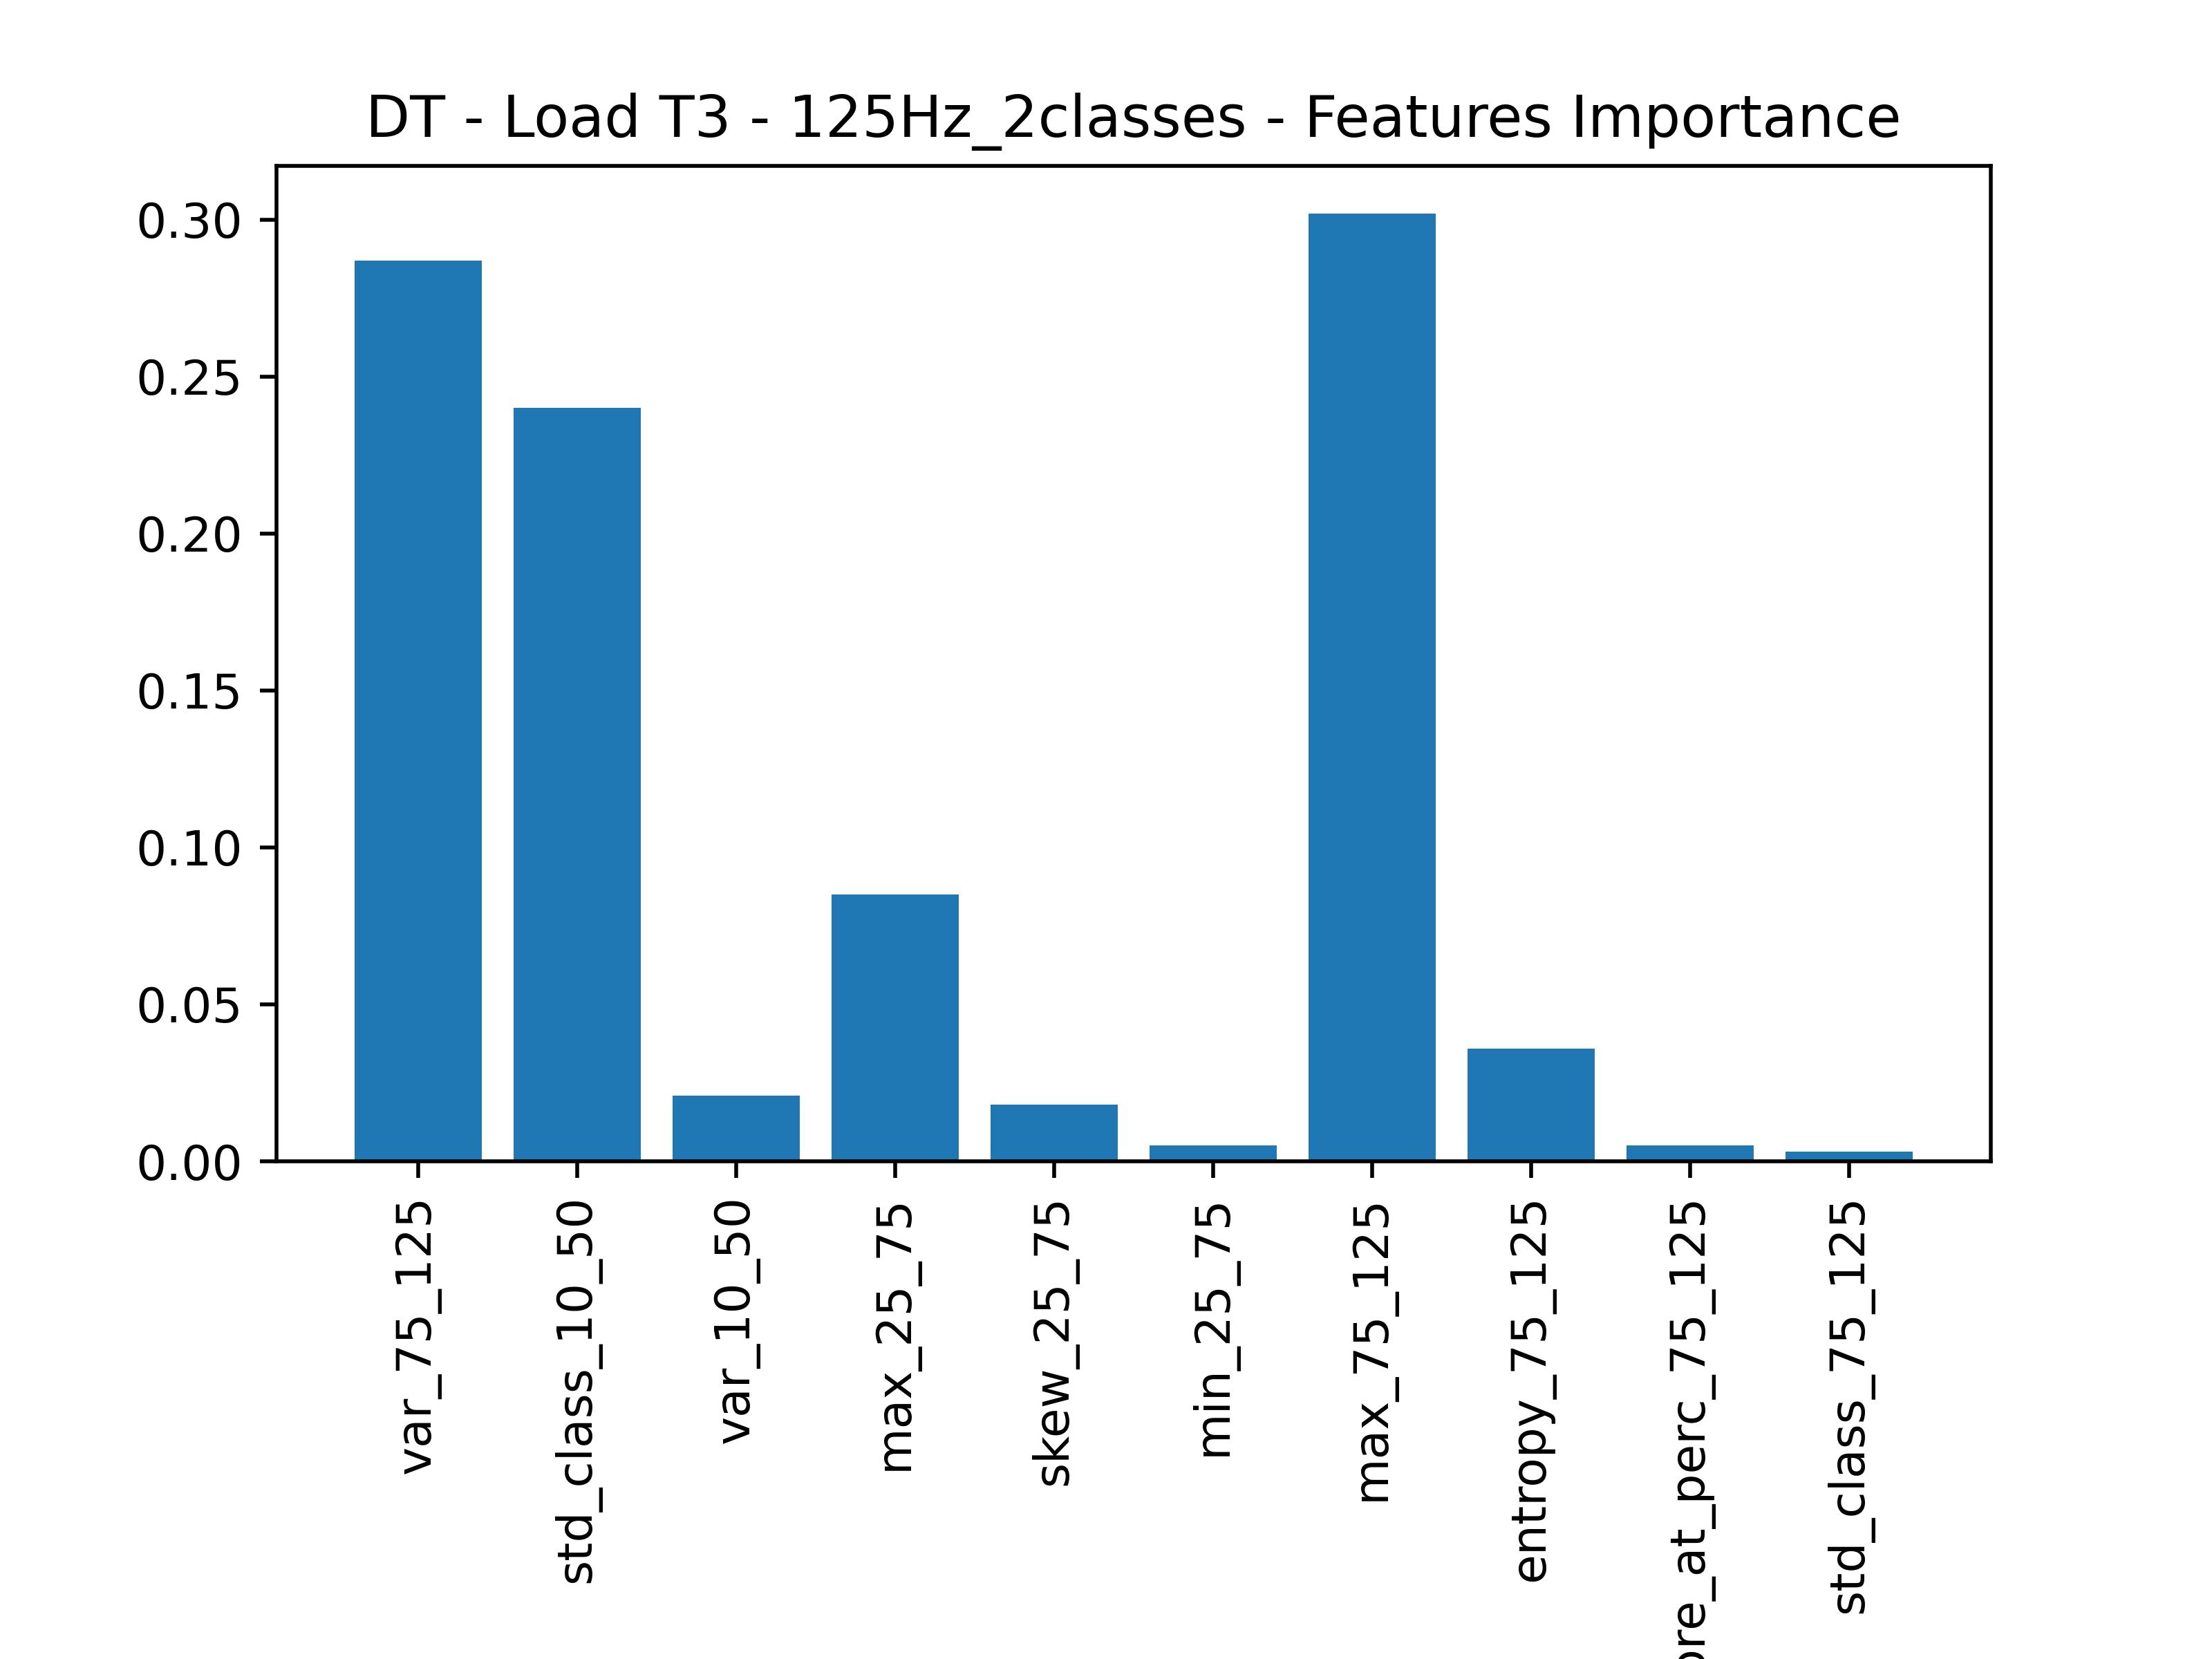 DT - Load T3 - 125Hz_2classes - Features Importance
0.30
0.25
0.20
0.15
0.10
0.05
0.00
var_75_125
std_class_10_50
var_10_50
max_25_75
skew_25_75
min_25_75
max_75_125
entropy_75_125
ore_at_perc_75_125
std_class_75_125